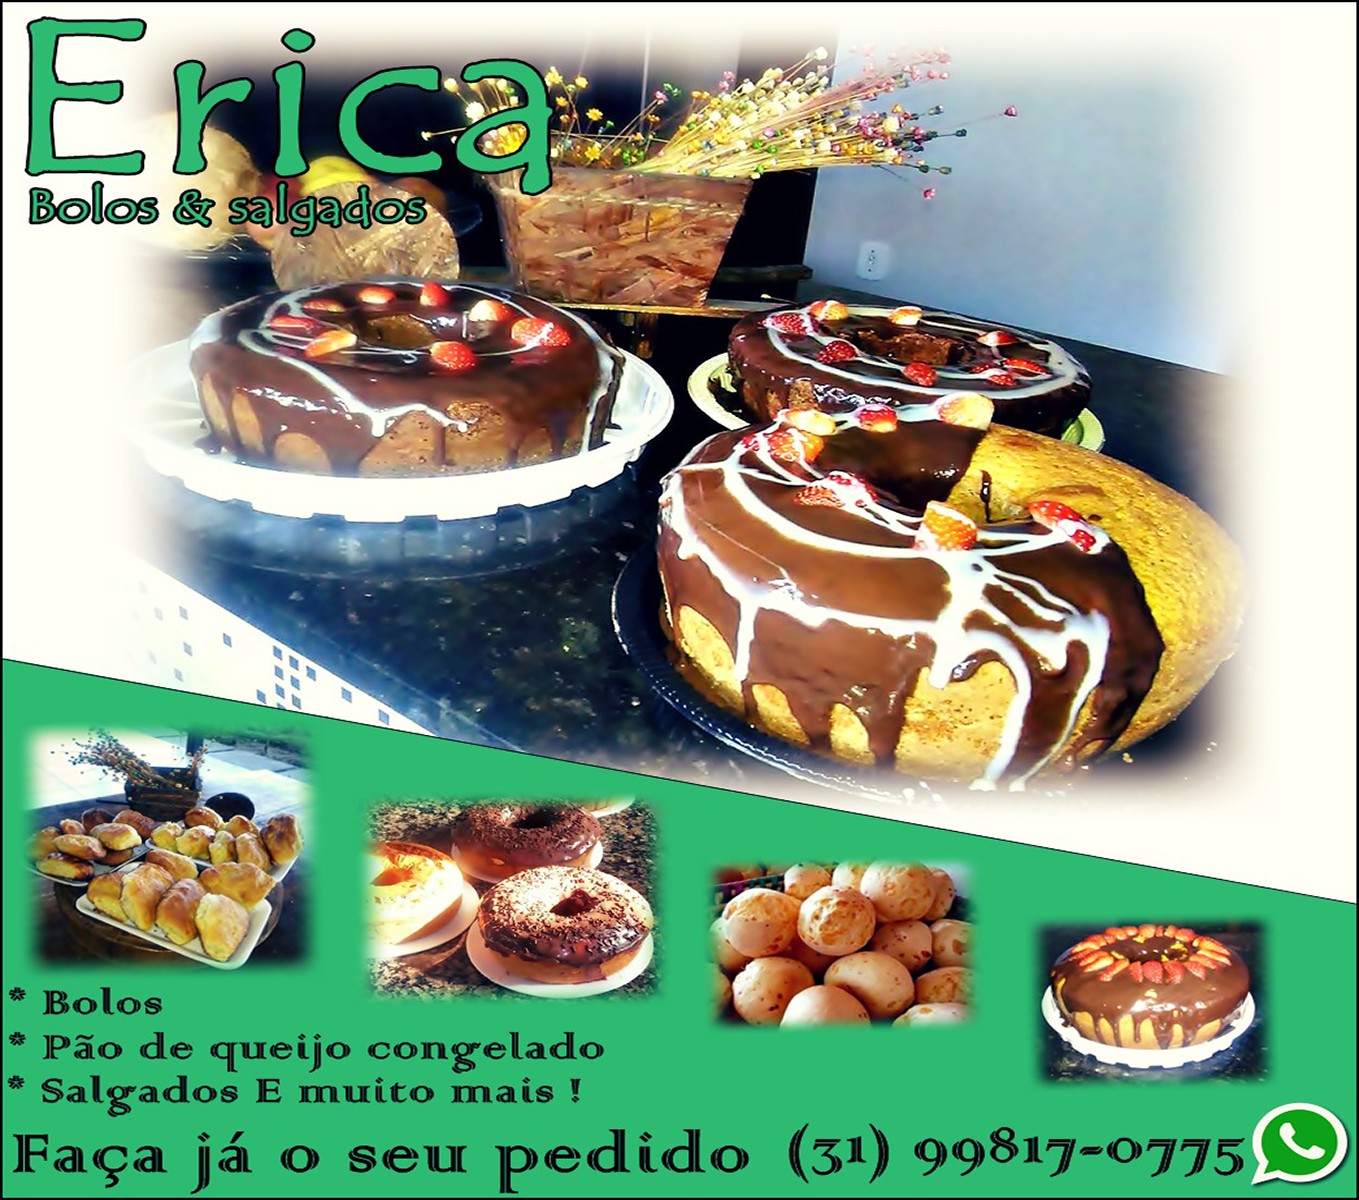 Erica
Bolos & salgados
* Bolos
* Pão de queijo congelado
* Salgados E muito mais !
Faça já o seu pedido (31) 99817-0775